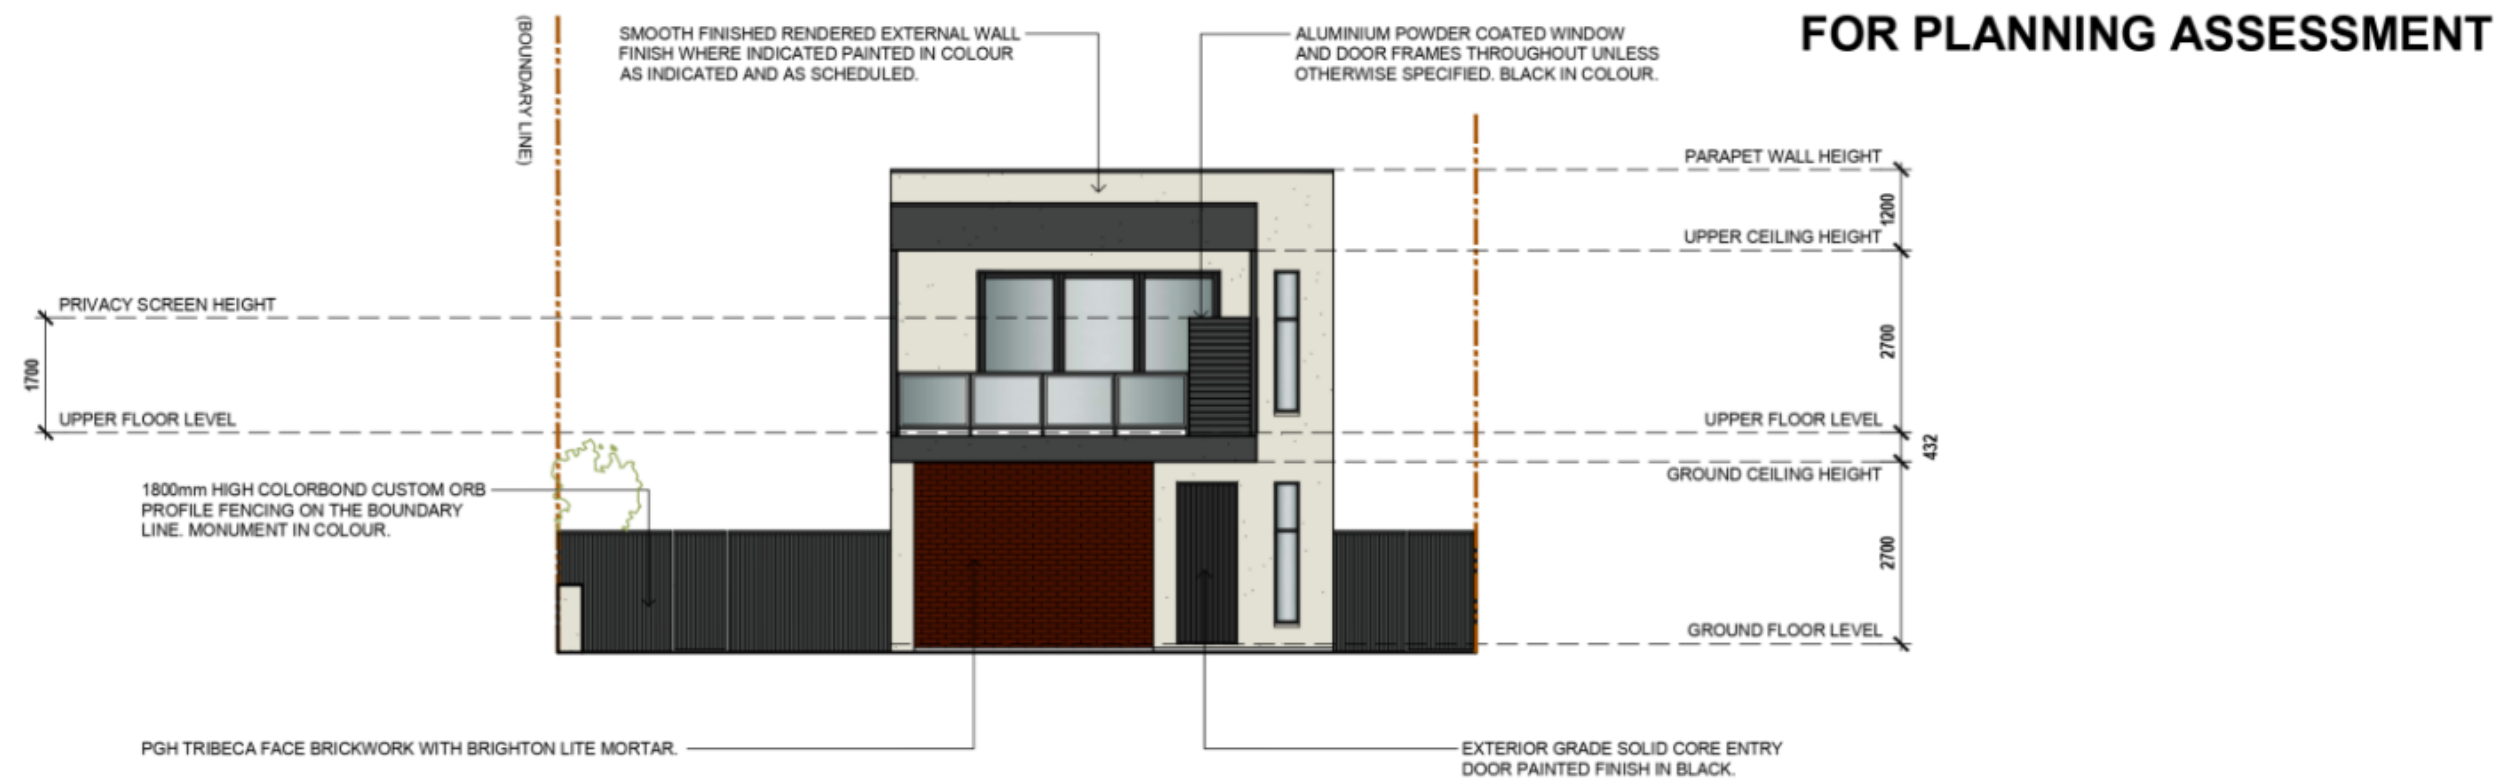 FOR PLANNING ASSESSMENT
(BOUNDARY LINE)
SMOOTH FINISHED RENDERED EXTERNAL WALL
FINISH WHERE INDICATED PAINTED IN COLOUR
AS INDICATED AND AS SCHEDULED.
ALUMINIUM POWDER COATED WINDOW
AND DOOR FRAMES THROUGHOUT UNLESS
OTHERWISE SPECIFIED. BLACK IN COLOUR.
PARAPET WALL HEIGHT
1200
UPPER CEILING HEIGHT
2700
PRIVACY SCREEN HEIGHT
1700
UPPER FLOOR LEVEL
UPPER FLOOR LEVEL
432
GROUND CEILING HEIGHT
1800mm HIGH COLORBOND CUSTOM ORB
PROFILE FENCING ON THE BOUNDARY
LINE. MONUMENT IN COLOUR.
2700
GROUND FLOOR LEVEL
PGH TRIBECA FACE BRICKWORK WITH BRIGHTON LITE MORTAR.
EXTERIOR GRADE SOLID CORE ENTRY
DOOR PAINTED FINISH IN BLACK.